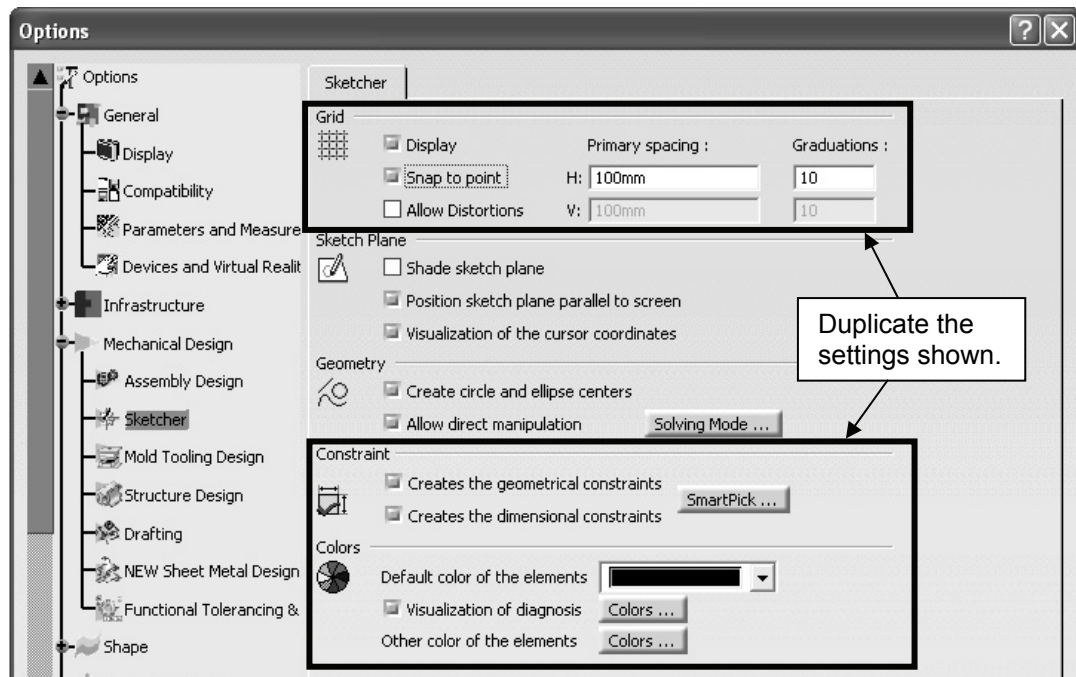 Options
Options
General
Display
Compatibility
Parameters and Measure
Devices and Virtual Realit
Infrastructure
Mechanical Design
Assembly Design
Sketcher
Mold Tooling Design
Structure Design
Drafting
NEW Sheet Metal Design
Functional Tolerancing &
Shape
Sketcher
Grid
Display Primary spacing : Graduations :
Snap to point H: 100mm 10
Allow Distortions V: 100mm 10
Sketch Plane
Shade sketch plane
Position sketch plane parallel to screen
Visualization of the cursor coordinates
Geometry
Create circle and ellipse centers
Allow direct manipulation Solving Mode ...
Constraint
Creates the geometrical constraints
SmartPick ...
Creates the dimensional constraints
Colors
Default color of the elements
Visualization of diagnosis Colors ...
Other color of the elements Colors ...
Duplicate the
settings shown.